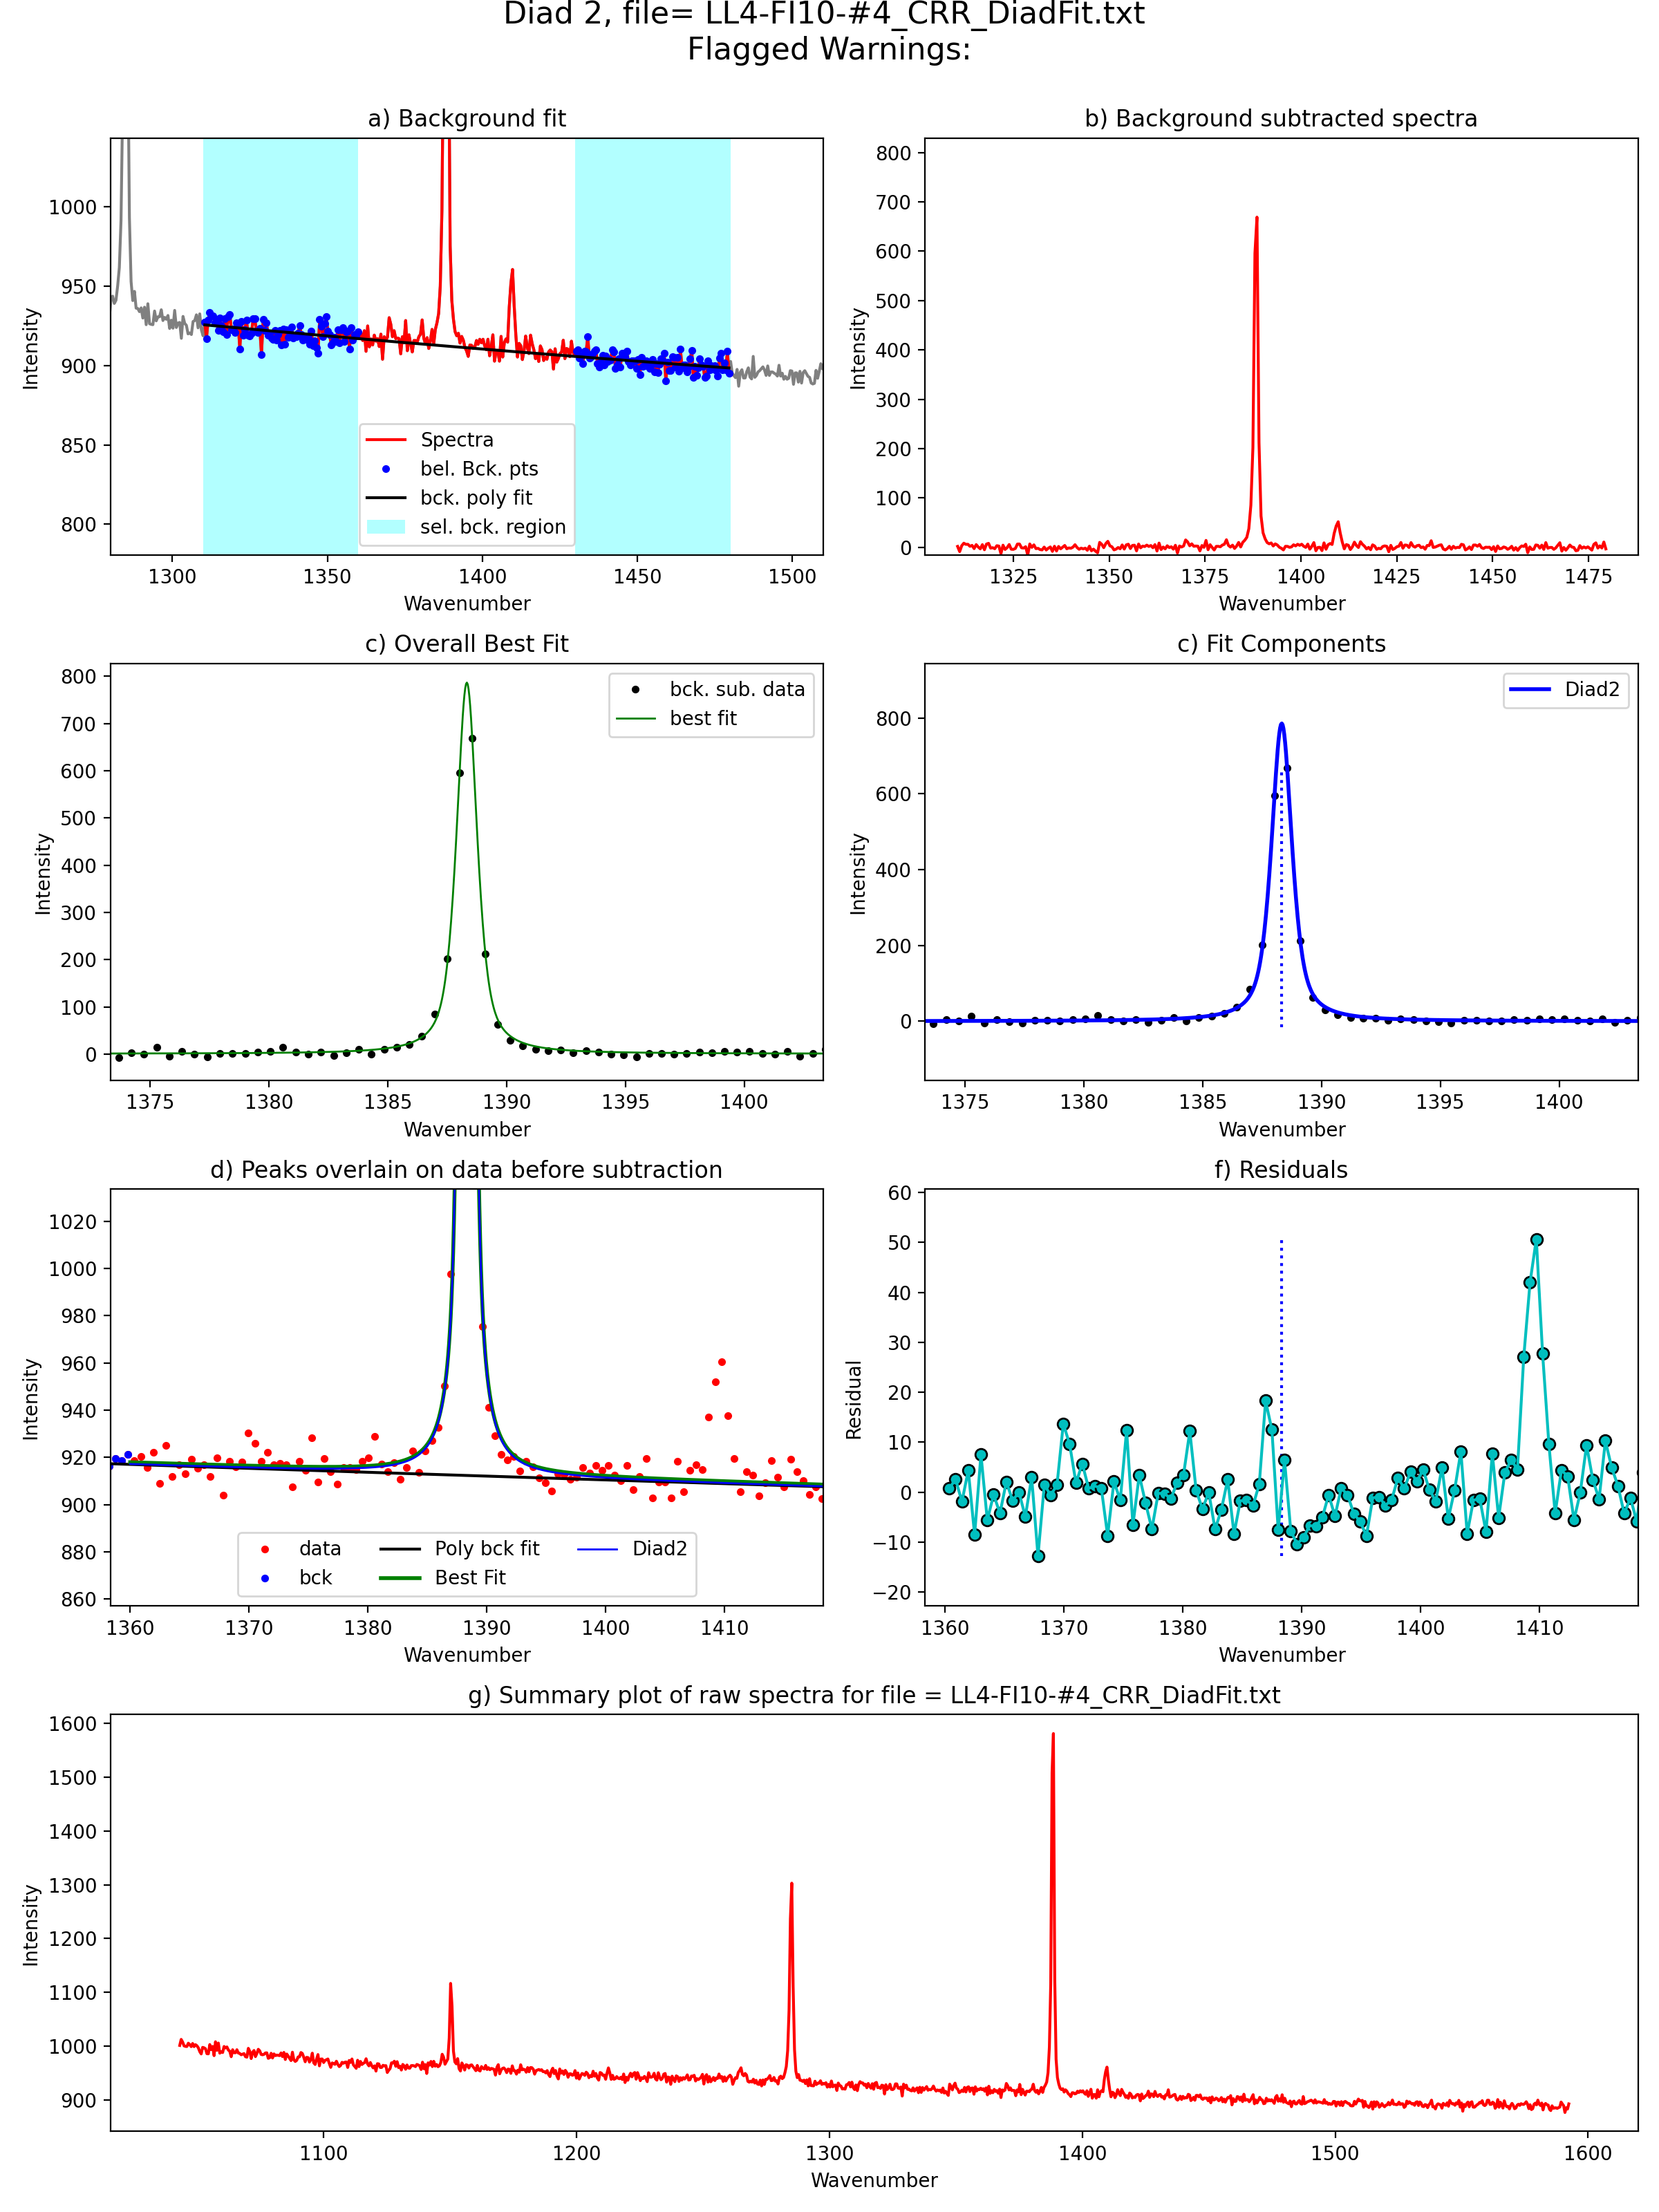 Diad 2, file= LL4-FI10-#4_CRR_DiadFit.txt
Flagged Warnings:
a) Background fit
Intensity
1000
950
900
850
800
Spectra
bel. Bck. pts
bck. poly fit
sel. bck. region
1300 1350 1400 1450 1500
Wavenumber
b) Background subtracted spectra
Intensity
800
700
600
500
400
300
200
100
0
1325 1350 1375 1400 1425 1450 1475
Wavenumber
c) Overall Best Fit
Intensity
800
700
600
500
400
300
200
100
0
bck. sub. data
best fit
1375 1380 1385 1390 1395 1400
Wavenumber
c) Fit Components
Intensity
800
600
400
200
0
Diad2
1375 1380 1385 1390 1395 1400
Wavenumber
d) Peaks overlain on data before subtraction
Intensity
1020
1000
980
960
940
920
900
880
860
data Poly bck fit Diad2
bck Best Fit
1360 1370 1380 1390 1400 1410
Wavenumber
f) Residuals
Residual
60
50
40
30
20
10
0
−10
−20
1360 1370 1380 1390 1400 1410
Wavenumber
g) Summary plot of raw spectra for file = LL4-FI10-#4_CRR_DiadFit.txt
Intensity
1600
1500
1400
1300
1200
1100
1000
900
1100 1200 1300 1400 1500 1600
Wavenumber